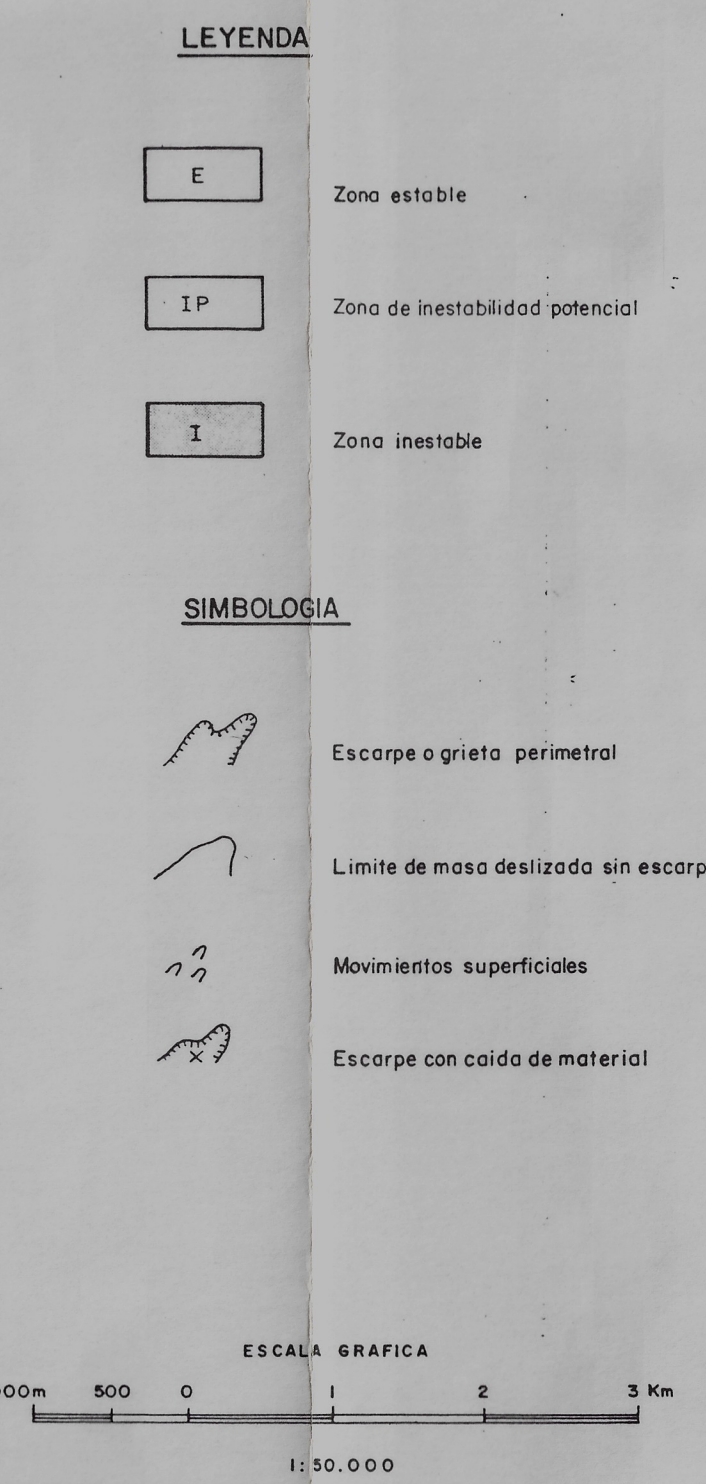 LEYENDA
E
Zona estable
IP
Zona de inestabilidad potencial
I
Zona inestable
SIMBOLOGIA
Escarpe o grieta perimetral
Limite de masa deslizada sin escarp
Movimientos superficiales
Escarpe con caida de material
ESCALA GRAFICA
00m 500 0 1 2 3 Km
1:50.000